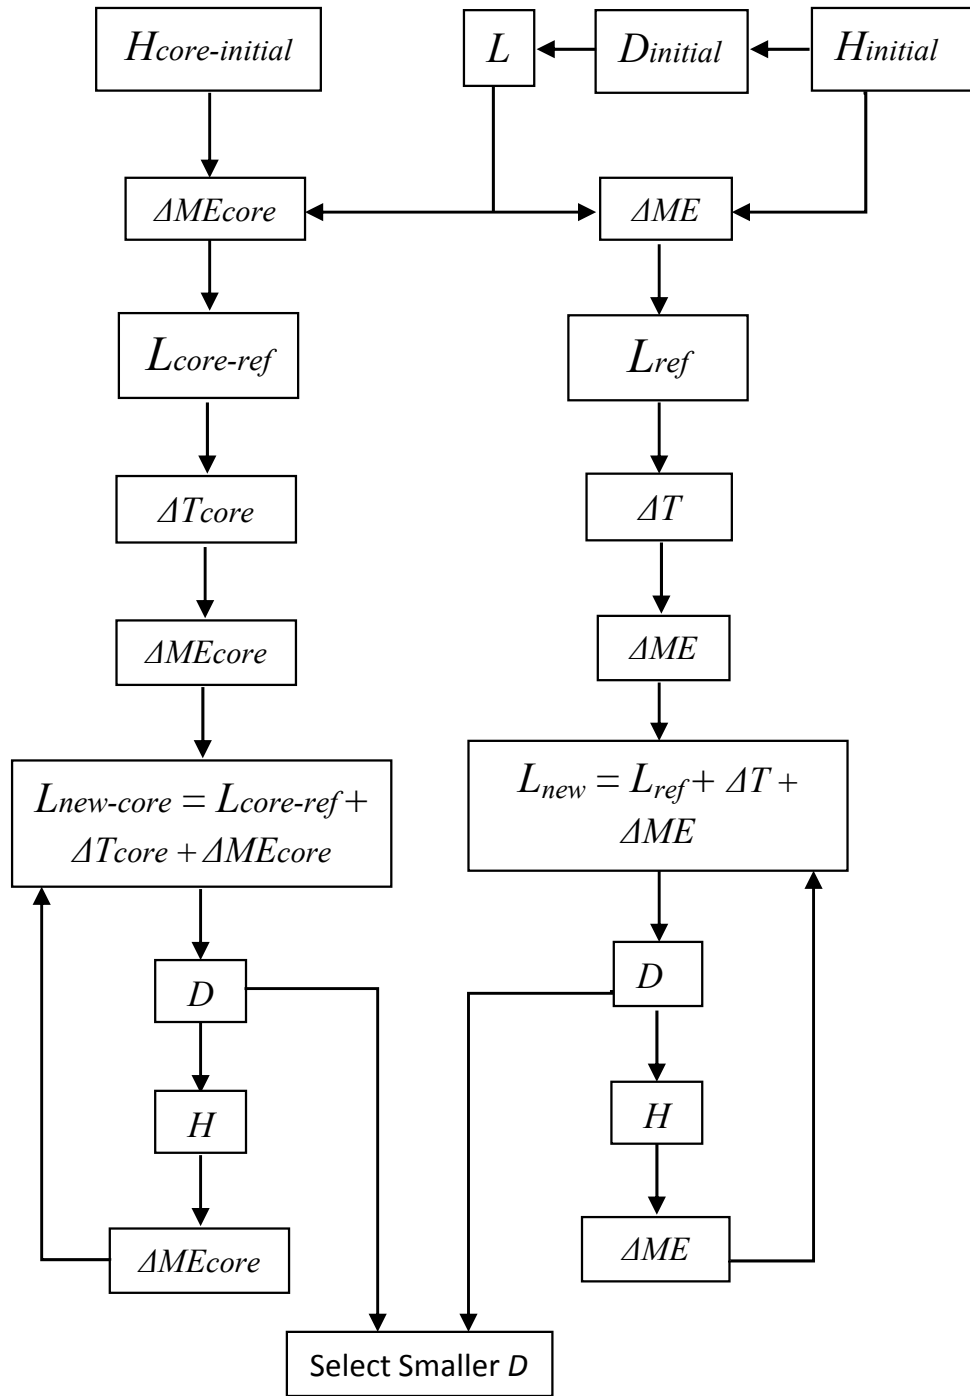 Hcore-initial
L
Dinitial
Hinitial
ΔMEcore
ΔME
Lcore-ref
Lref
ΔTcore
ΔT
ΔMEcore
ΔME
Lnew-core = Lcore-ref +
ΔTcore + ΔMEcore
Lnew = Lref + ΔT +
ΔME
D
D
H
H
ΔMEcore
ΔME
Select Smaller D